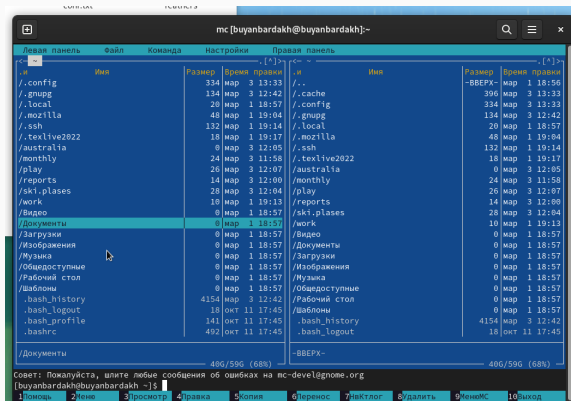 conf.txt feathers
mc [buyanbardakh@buyanbardakh]:~
Левая панель Файл Команда Настройки Правая панель
<— ~ .[^]> <— ~ .[^]>
.и Имя Размер Время правки .и Имя Размер Время правки
/.config 334 мар 3 13:33 /.. -ВВЕРХ- мар 1 18:56
/.gnupg 134 мар 3 12:42 /.cache 396 мар 3 13:33
/.local 20 мар 1 18:57 /.config 334 мар 3 13:33
/.mozilla 48 мар 1 19:04 /.gnupg 134 мар 3 12:42
/.ssh 132 мар 1 19:14 /.local 20 мар 1 18:57
/.texlive2022 18 мар 1 19:17 /.mozilla 48 мар 1 19:04
/australia 0 мар 3 12:05 /.ssh 132 мар 1 19:14
/monthly 24 мар 3 11:58 /.texlive2022 18 мар 1 19:17
/play 26 мар 3 12:07 /australia 0 мар 3 12:05
/reports 14 мар 3 12:00 /monthly 24 мар 3 11:58
/ski.plases 28 мар 3 12:04 /play 26 мар 3 12:07
/work 10 мар 1 19:13 /reports 14 мар 3 12:00
/Видео 0 мар 1 18:57 /ski.plases 28 мар 3 12:04
/Документы 0 мар 1 18:57 /work 10 мар 1 19:13
/Загрузки 0 мар 1 18:57 /Видео 0 мар 1 18:57
/Изображения 0 мар 1 18:57 /Документы 0 мар 1 18:57
/Музыка 0 мар 1 18:57 /Загрузки 0 мар 1 18:57
/Общедоступные 0 мар 1 18:57 /Изображения 0 мар 1 18:57
/Рабочий стол 0 мар 1 18:57 /Музыка 0 мар 1 18:57
/Шаблоны 0 мар 1 18:57 /Общедоступные 0 мар 1 18:57
.bash_history 4154 мар 3 12:42 /Рабочий стол 0 мар 1 18:57
.bash_logout 18 окт 11 17:45 /Шаблоны 0 мар 1 18:57
.bash_profile 141 окт 11 17:45 .bash_history 4154 мар 3 12:42
.bashrc 492 окт 11 17:45 .bash_logout 18 окт 11 17:45
/Документы -ВВЕРХ-
40G/59G (68%) 40G/59G (68%)
Совет: Пожалуйста, шлите любые сообщения об ошибках на mc-devel@gnome.org
[buyanbardakh@buyanbardakh ~]$
1Помощь 2Меню 3Просмотр 4Правка 5Копия 6Перенос 7НвКтлог 8Удалить 9МенюMC 10Выход